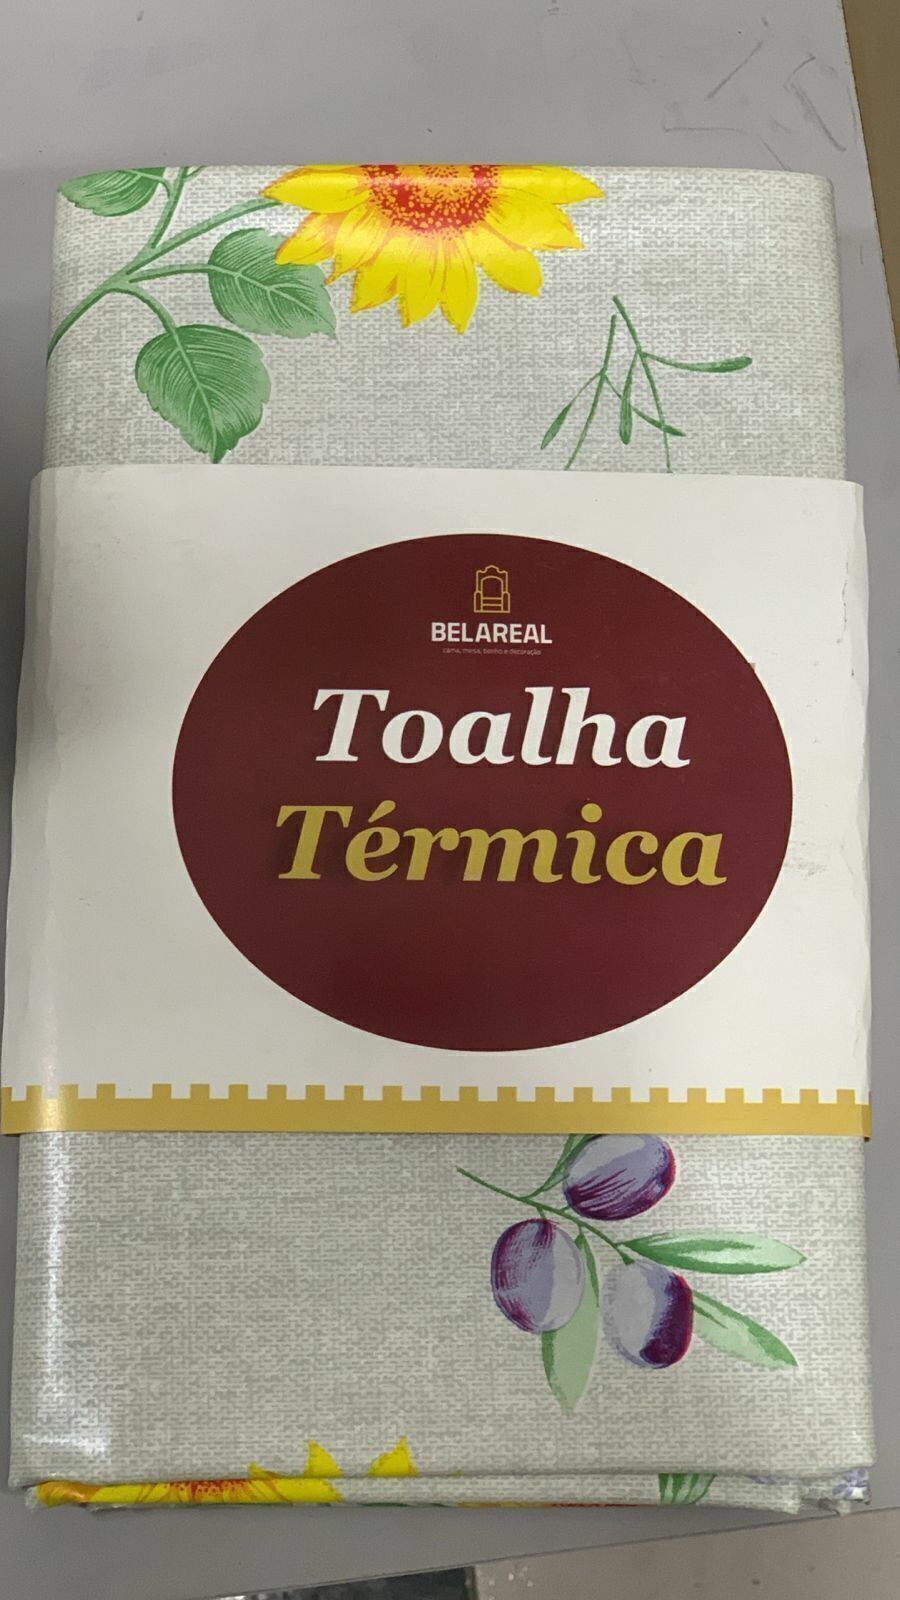 BELAREAL
cama, mesa, banho e decoração
Toalha
Térmica